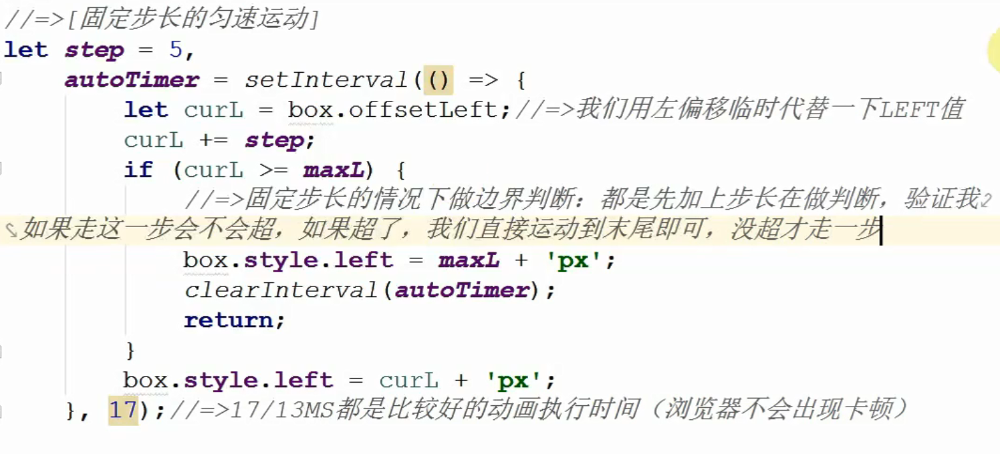 //=>[固定步长的匀速运动]
let step = 5,
    autoTimer = setInterval(() => {
        let curL = box.offsetLeft;//=>我们用左偏移临时代替一下LEFT值
        curL += step;
        if (curL >= maxL) {
            //=>固定步长的情况下做边界判断：都是先加上步长在做判断，验证我
如果走这一步会不会超，如果超了，我们直接运动到末尾即可，没超才走一步
            box.style.left = maxL + 'px';
            clearInterval(autoTimer);
            return;
        }
        box.style.left = curL + 'px';
    }, 17);//=>17/13MS都是比较好的动画执行时间（浏览器不会出现卡顿）